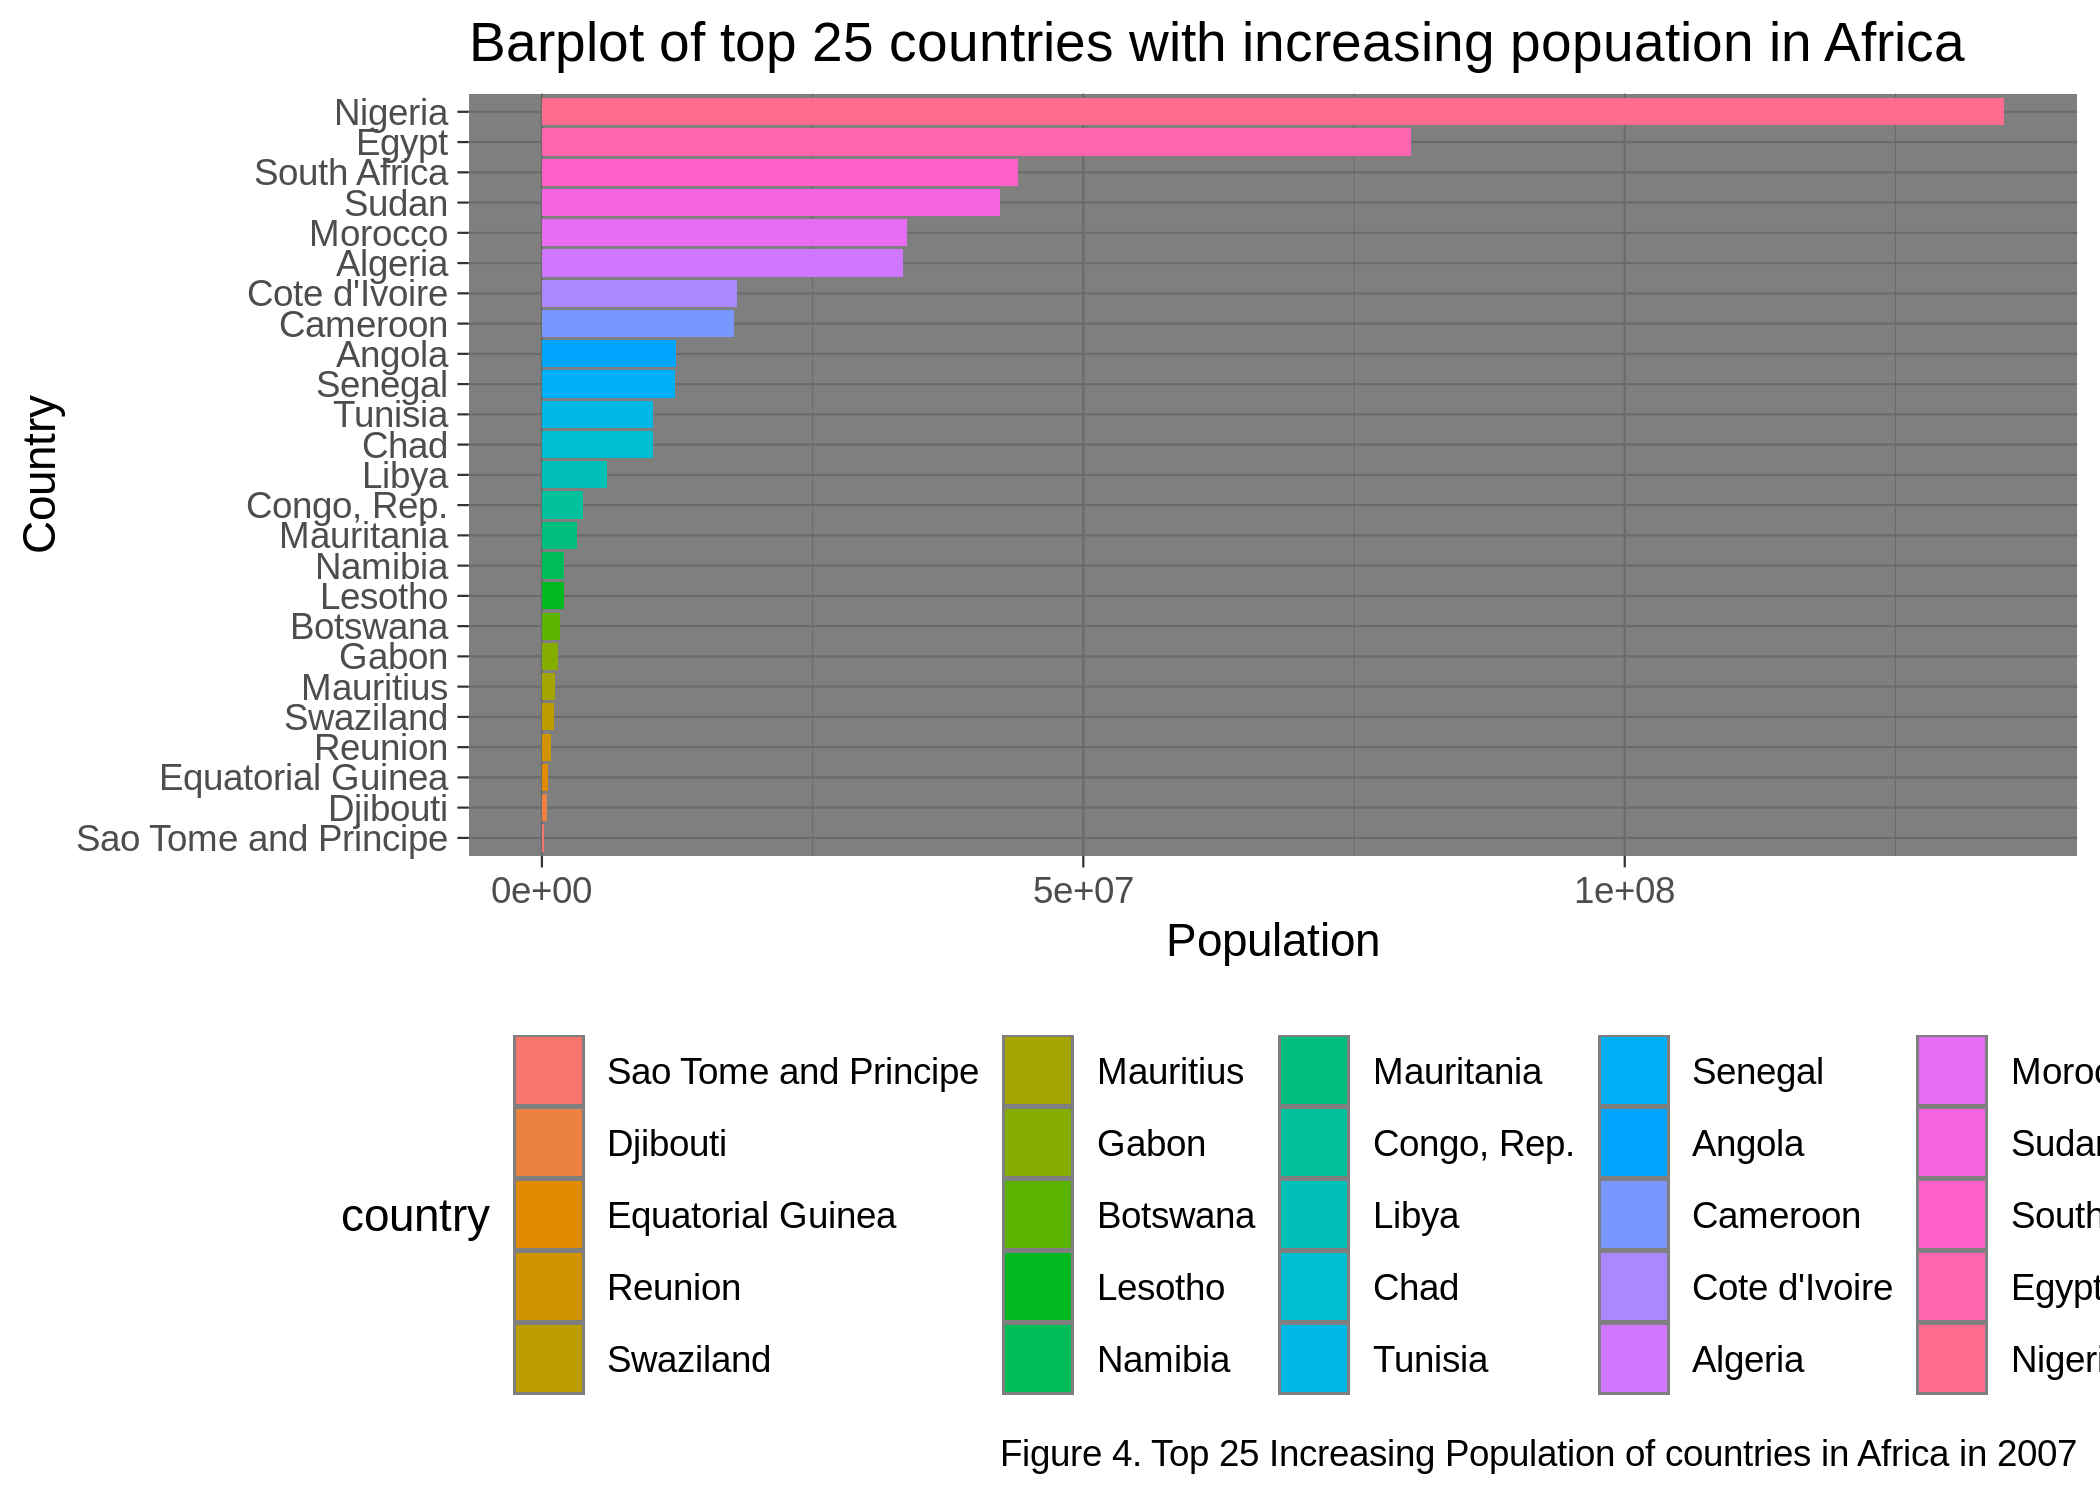 Barplot of top 25 countries with increasing popuation in Africa
Nigeria
Egypt
South Africa
Sudan
Morocco
Algeria
Cote d'Ivoire
Cameroon
Angola
Senegal
Tunisia
Chad
Libya
Congo, Rep.
Mauritania
Namibia
Lesotho
Botswana
Gabon
Mauritius
Swaziland
Reunion
Equatorial Guinea
Djibouti
Sao Tome and Principe
Country
0e+00 5e+07 1e+08
Population
country
Sao Tome and Principe
Djibouti
Equatorial Guinea
Reunion
Swaziland
Mauritius
Gabon
Botswana
Lesotho
Namibia
Mauritania
Congo, Rep.
Libya
Chad
Tunisia
Senegal
Angola
Cameroon
Cote d'Ivoire
Algeria
Moroc
Sudan
South
Egypt
Nigeri
Figure 4. Top 25 Increasing Population of countries in Africa in 2007